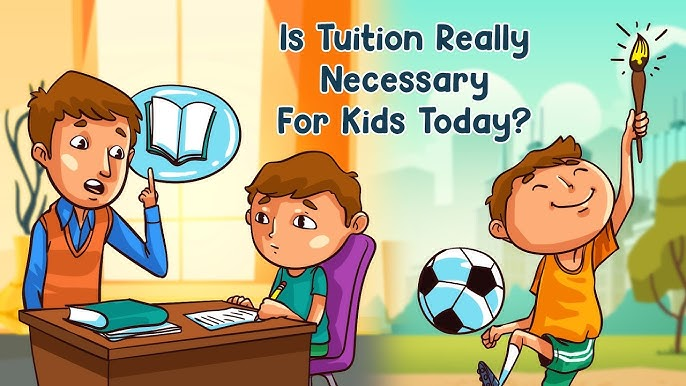 Is Tuition Really
Necessary
For Kids Today?